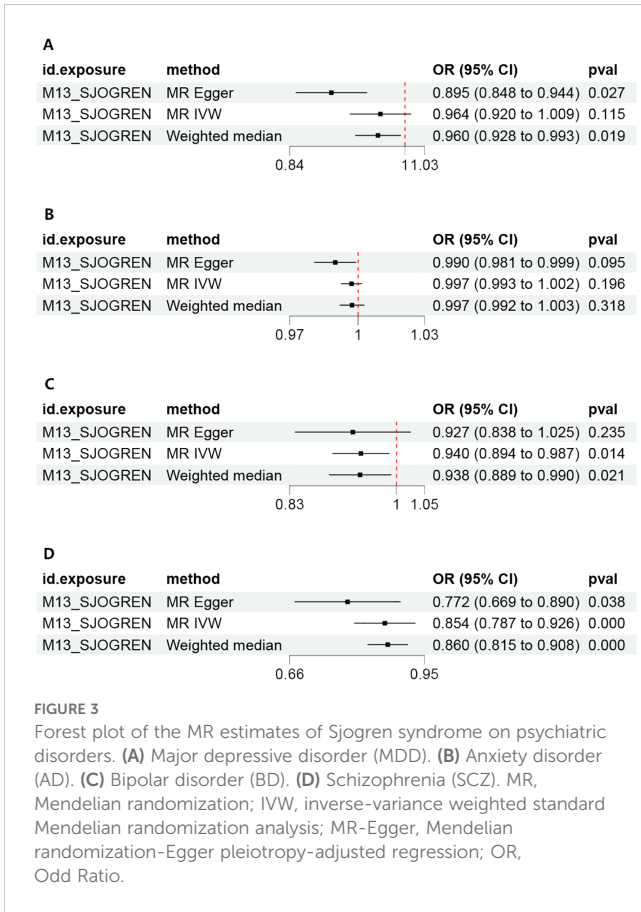 A
id.exposure method OR (95% CI) pval
M13_SJOGREN MR Egger 0.895 (0.848 to 0.944) 0.027
M13_SJOGREN MR IVW 0.964 (0.920 to 1.009) 0.115
M13_SJOGREN Weighted median 0.960 (0.928 to 0.993) 0.019
0.84 11.03
B
id.exposure method OR (95% CI) pval
M13_SJOGREN MR Egger 0.990 (0.981 to 0.999) 0.095
M13_SJOGREN MR IVW 0.997 (0.993 to 1.002) 0.196
M13_SJOGREN Weighted median 0.997 (0.992 to 1.003) 0.318
0.97 1 1.03
C
id.exposure method OR (95% CI) pval
M13_SJOGREN MR Egger 0.927 (0.838 to 1.025) 0.235
M13_SJOGREN MR IVW 0.940 (0.894 to 0.987) 0.014
M13_SJOGREN Weighted median 0.938 (0.889 to 0.990) 0.021
0.83 1 1.05
D
id.exposure method OR (95% CI) pval
M13_SJOGREN MR Egger 0.772 (0.669 to 0.890) 0.038
M13_SJOGREN MR IVW 0.854 (0.787 to 0.926) 0.000
M13_SJOGREN Weighted median 0.860 (0.815 to 0.908) 0.000
0.66 0.95
FIGURE 3
Forest plot of the MR estimates of Sjogren syndrome on psychiatric
disorders. (A) Major depressive disorder (MDD). (B) Anxiety disorder
(AD). (C) Bipolar disorder (BD). (D) Schizophrenia (SCZ). MR,
Mendelian randomization; IVW, inverse-variance weighted standard
Mendelian randomization analysis; MR-Egger, Mendelian
randomization-Egger pleiotropy-adjusted regression; OR,
Odd Ratio.